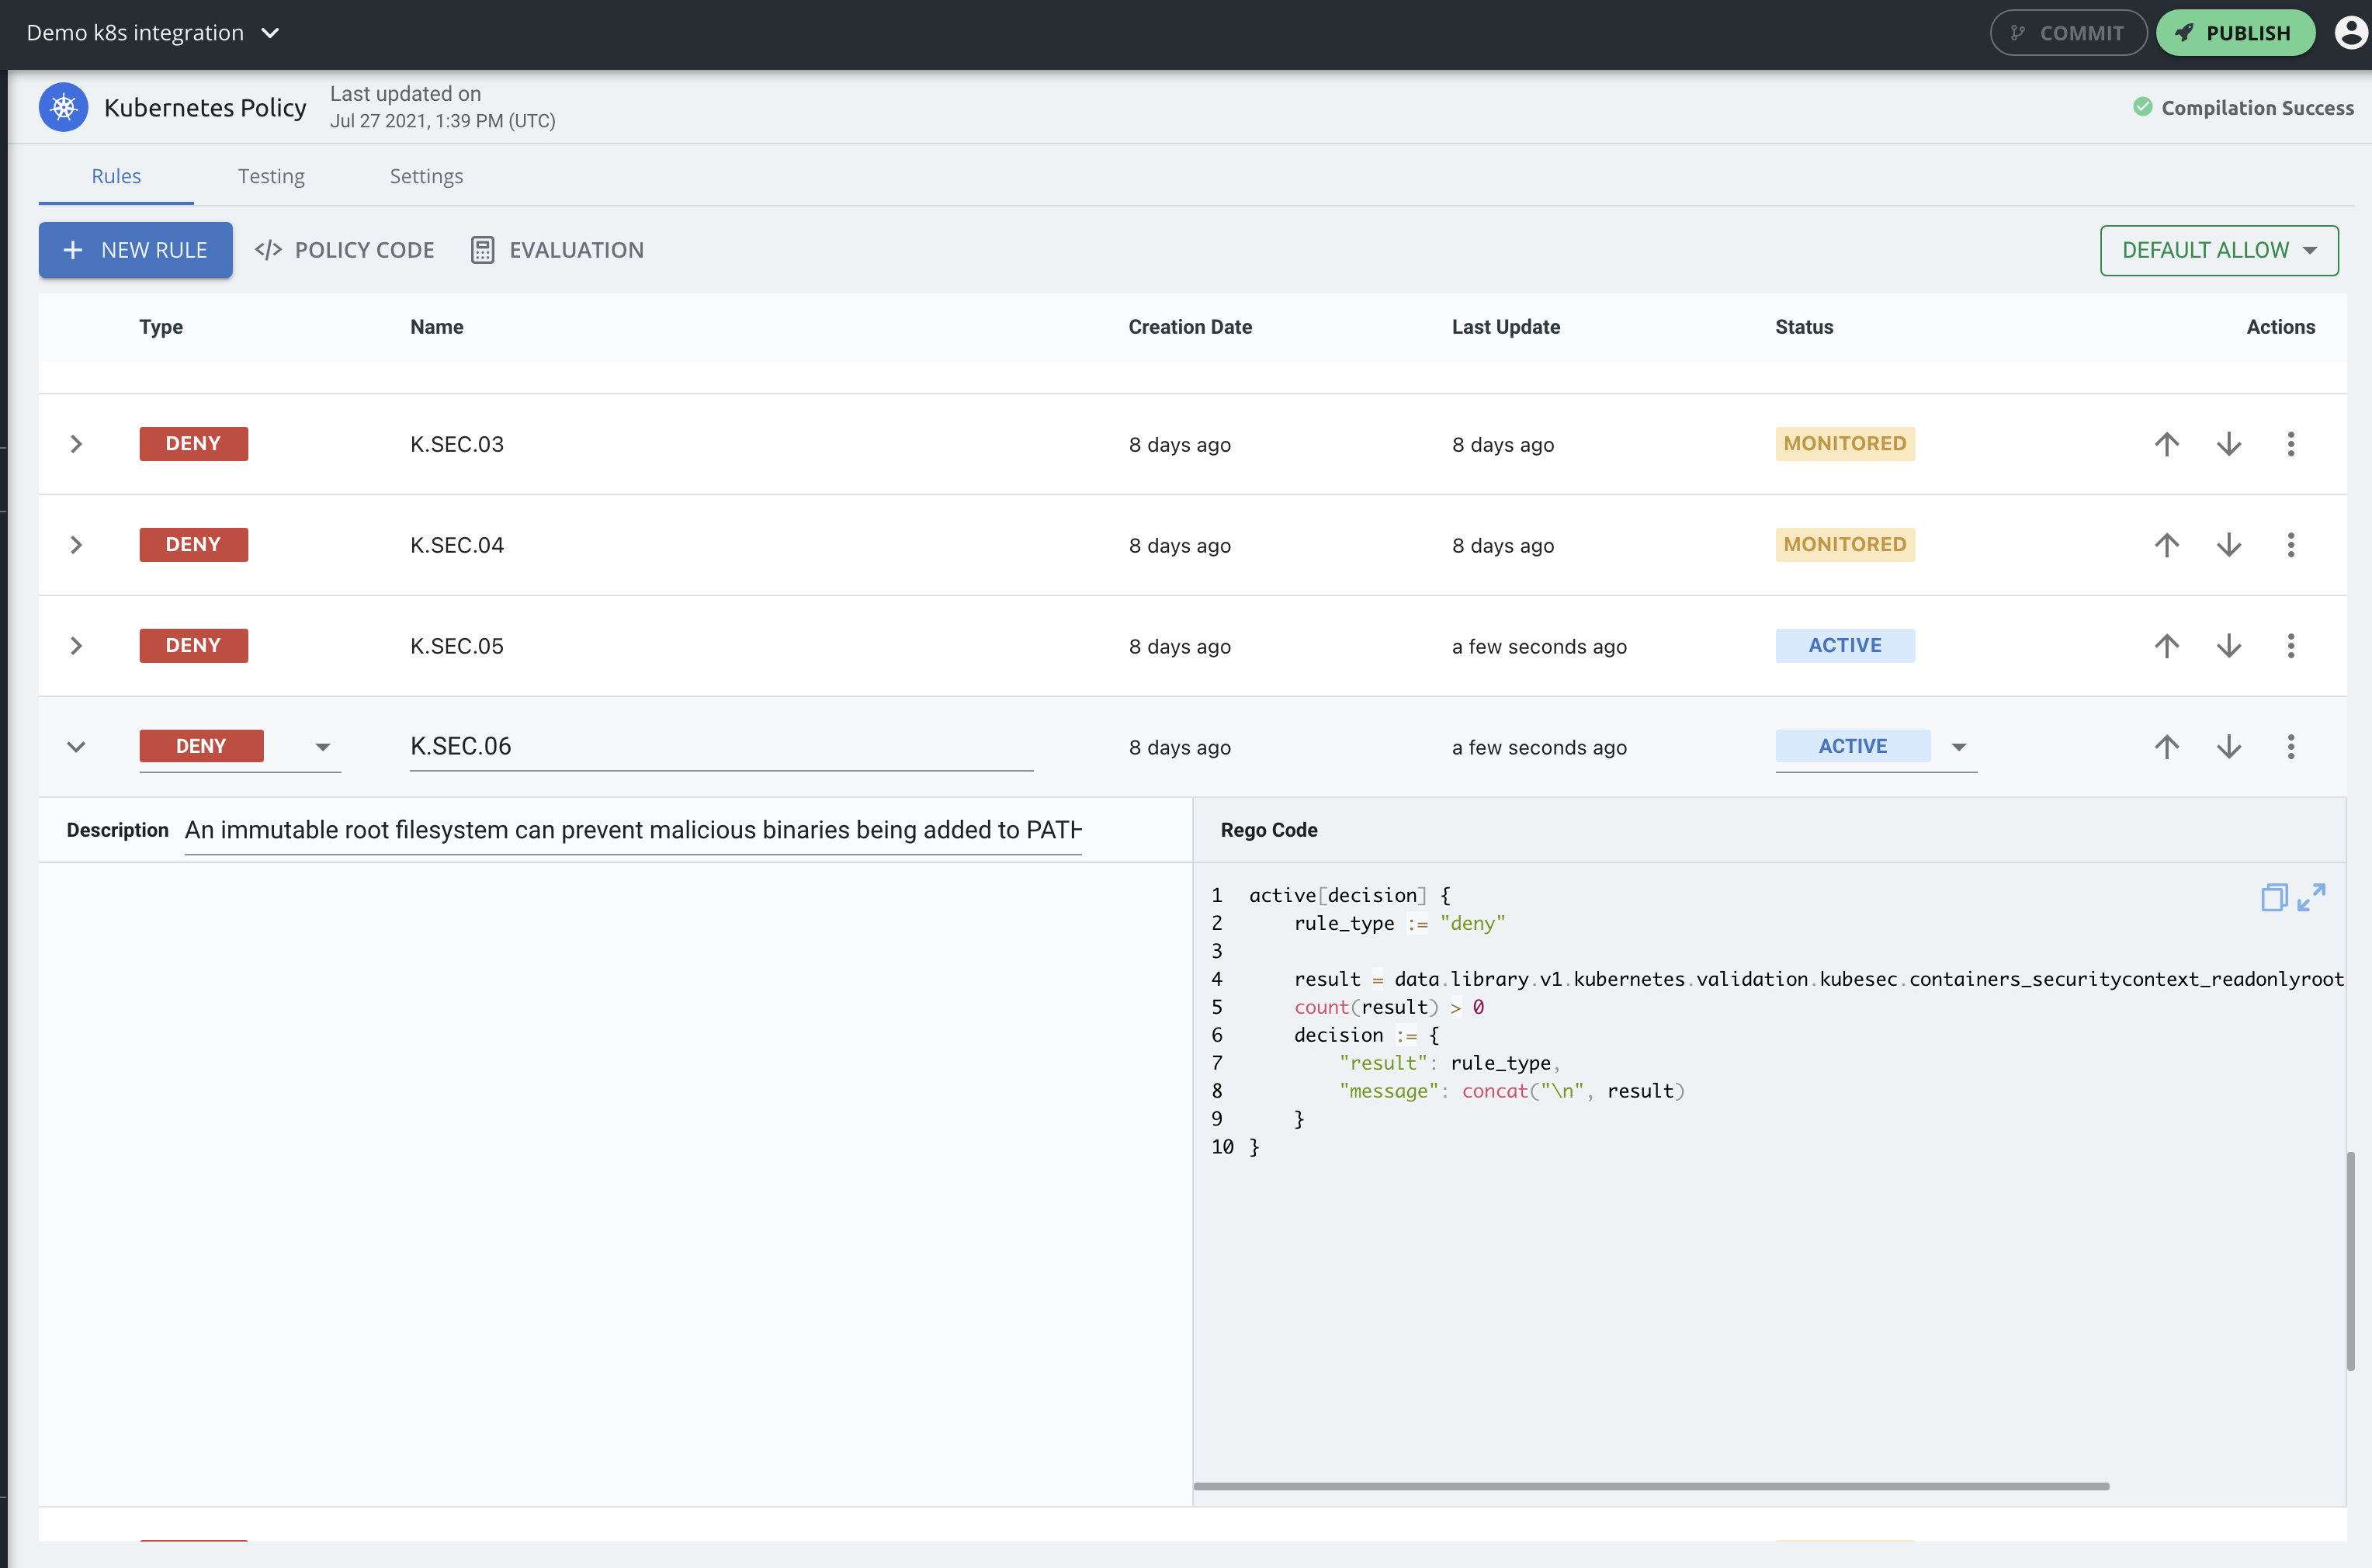 Demo k8s integration
COMMIT
PUBLISH
Kubernetes Policy
Last updated on
Jul 27 2021, 1:39 PM (UTC)
Compilation Success
Rules Testing Settings
+ NEW RULE </> POLICY CODE EVALUATION
DEFAULT ALLOW
Type Name Creation Date Last Update Status Actions
DENY K.SEC.03 8 days ago 8 days ago MONITORED
DENY K.SEC.04 8 days ago 8 days ago MONITORED
DENY K.SEC.05 8 days ago a few seconds ago ACTIVE
DENY K.SEC.06 8 days ago a few seconds ago ACTIVE
Description An immutable root filesystem can prevent malicious binaries being added to PATH
Rego Code
1 active[decision] {
2     rule_type := "deny"
3
4     result = data.library.v1.kubernetes.validation.kubesec.containers_securitycontext_readonlyroot
5     count(result) > 0
6     decision := {
7         "result": rule_type,
8         "message": concat("\n", result)
9     }
10 }